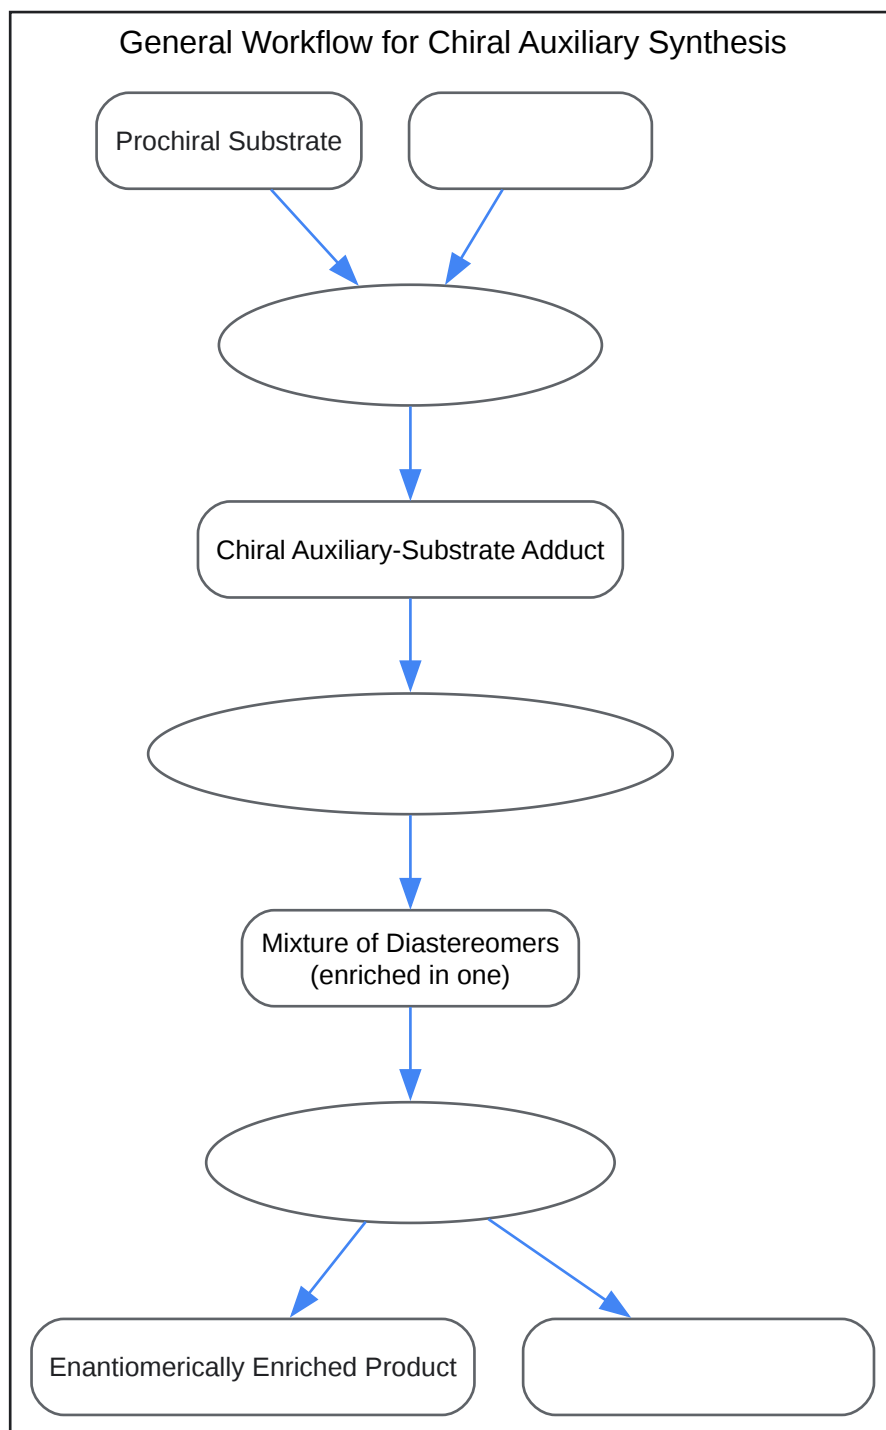 General Workflow for Chiral Auxiliary Synthesis
Prochiral Substrate
Chiral Auxiliary-Substrate Adduct
Mixture of Diastereomers
(enriched in one)
Enantiomerically Enriched Product